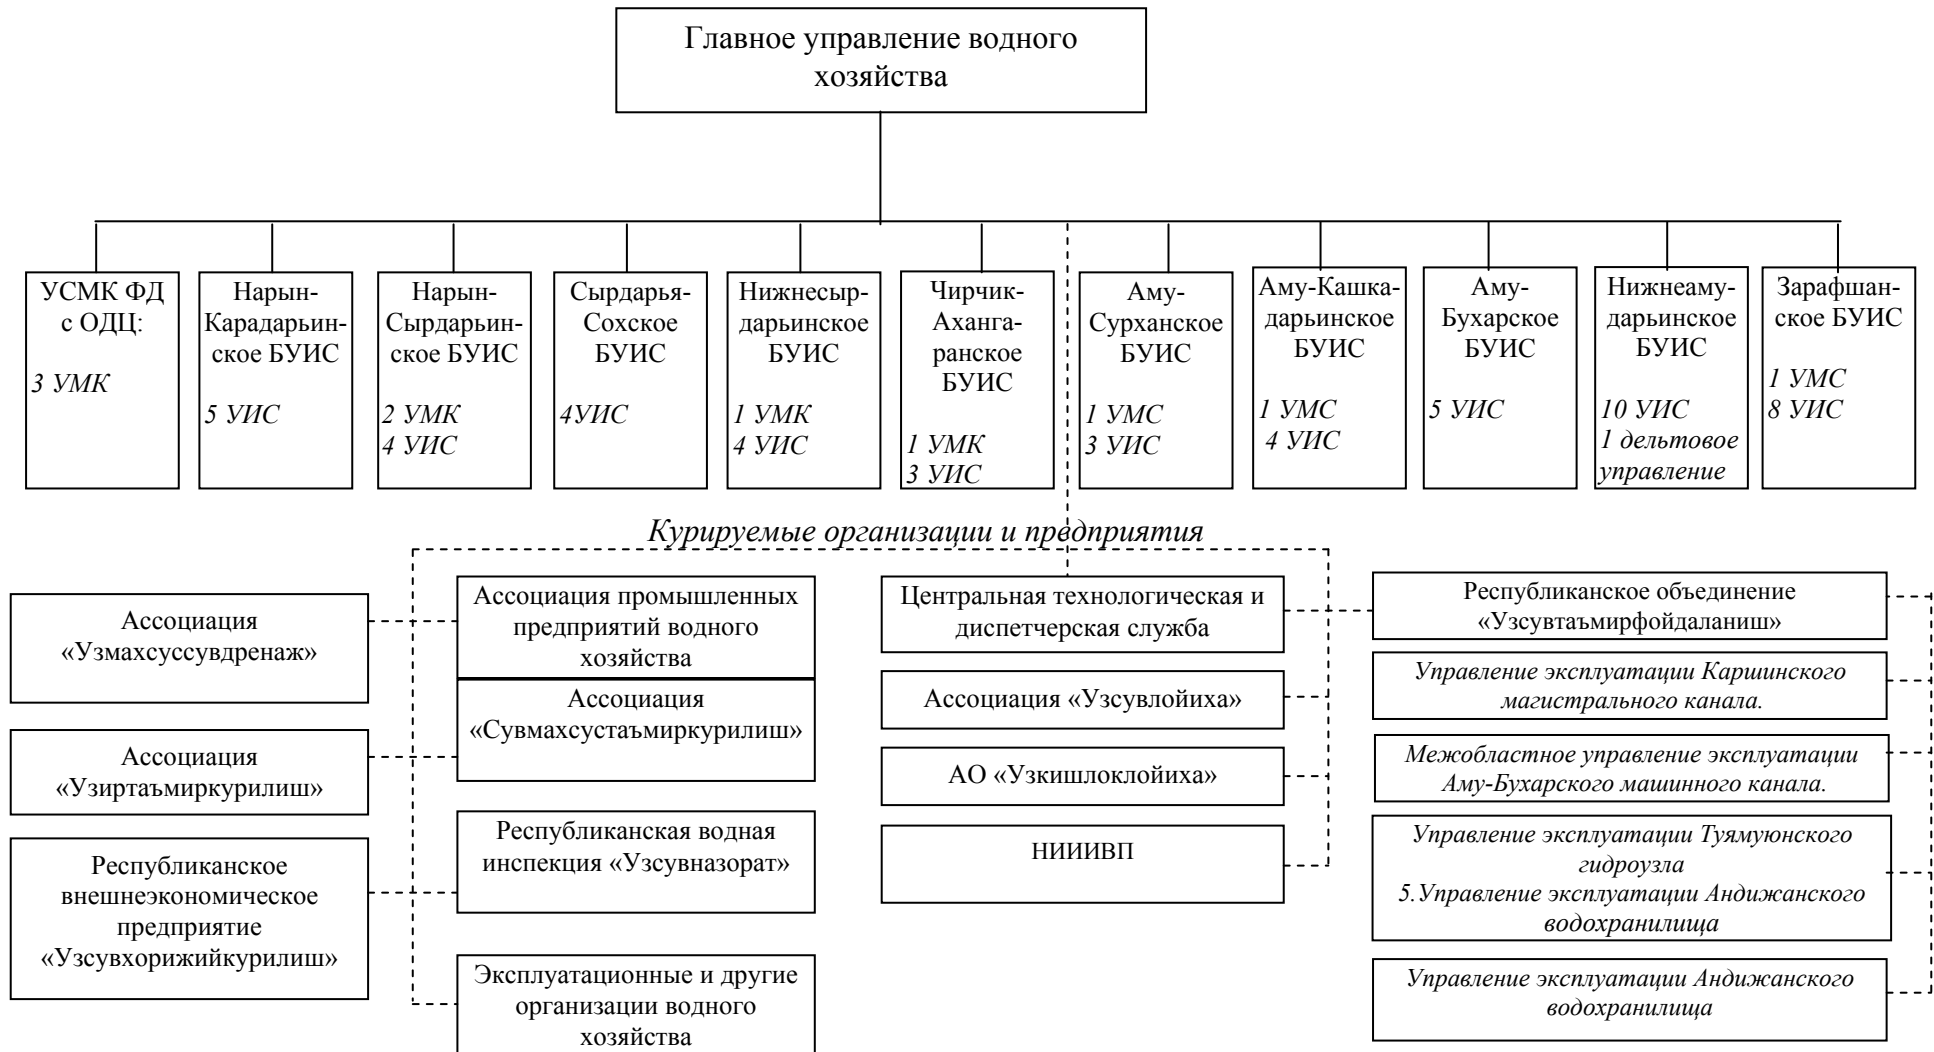 Главное управление водного
хозяйства
УСМК ФД
с ОДЦ:
3 УМК
Нарын-
Карадарьин-
ское БУИС
5 УИС
Нарын-
Сырдарьин-
ское БУИС
2 УМК
4 УИС
Сырдарья-
Сохское
БУИС
4УИС
Нижнесыр-
дарьинское
БУИС
1 УМК
4 УИС
Чирчик-
Аханга-
ранское
БУИС
1 УМК
3 УИС
Аму-
Сурханское
БУИС
1 УМС
3 УИС
Аму-Кашка-
дарьинское
БУИС
1 УМС
4 УИС
Аму-
Бухарское
БУИС
5 УИС
Нижнеаму-
дарьинское
БУИС
10 УИС
1 дельтовое
управление
Зарафшан-
ское БУИС
1 УМС
8 УИС
Курируемые организации и предприятия
Ассоциация
«Узмахсуссувдренаж»
Ассоциация
«Узиртаъмиркурилиш»
Республиканское
внешнеэкономическое
предприятие
«Узсувхорижийкурилиш»
Ассоциация промышленных
предприятий водного
хозяйства
Ассоциация
«Сувмахсустаъмиркурилиш»
Республиканская водная
инспекция «Узсувназорат»
Эксплуатационные и другие
организации водного
хозяйства
Центральная технологическая и
диспетчерская служба
Ассоциация «Узсувлойиха»
АО «Узкишлоклойиха»
НИИИВП
Республиканское объединение
«Узсувтаъмирфойдаланиш»
Управление эксплуатации Каршинского
магистрального канала.
Межобластное управление эксплуатации
Аму-Бухарского машинного канала.
Управление эксплуатации Туямуюнского
гидроузла
5.Управление эксплуатации Андижанского
водохранилища
Управление эксплуатации Андижанского
водохранилища